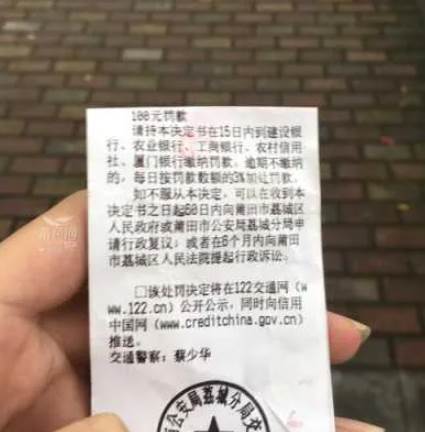 100元罚款
请持本决定书在15日内到建设银
行、农业银行、工商银行、农村信用
社、厦门银行缴纳罚款。逾期不缴纳
的，每日按罚款数额的3%加处罚款。
如不服从本决定，可以在收到本
决定书之日起60日内向莆田市荔城区
人民政府或莆田市公安局荔城分局申
请行政复议；或者在6个月内向莆田
市荔城区人民法院提起行政诉讼。
□该处罚决定将在122交通网（w
ww.122.cn）公开公示，同时向信用
中国网（www.creditchina.gov.cn）
推送。
交通警察：蔡少华
公安局荔城分局交